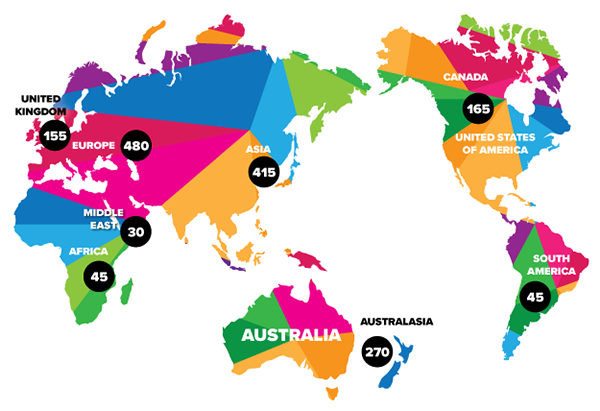 UNITED
KINGDOM
155
EUROPE
480
ASIA
415
MIDDLE
EAST
30
AFRICA
45
CANADA
165
UNITED STATES
OF AMERICA
SOUTH
AMERICA
45
AUSTRALIA
AUSTRALASIA
270